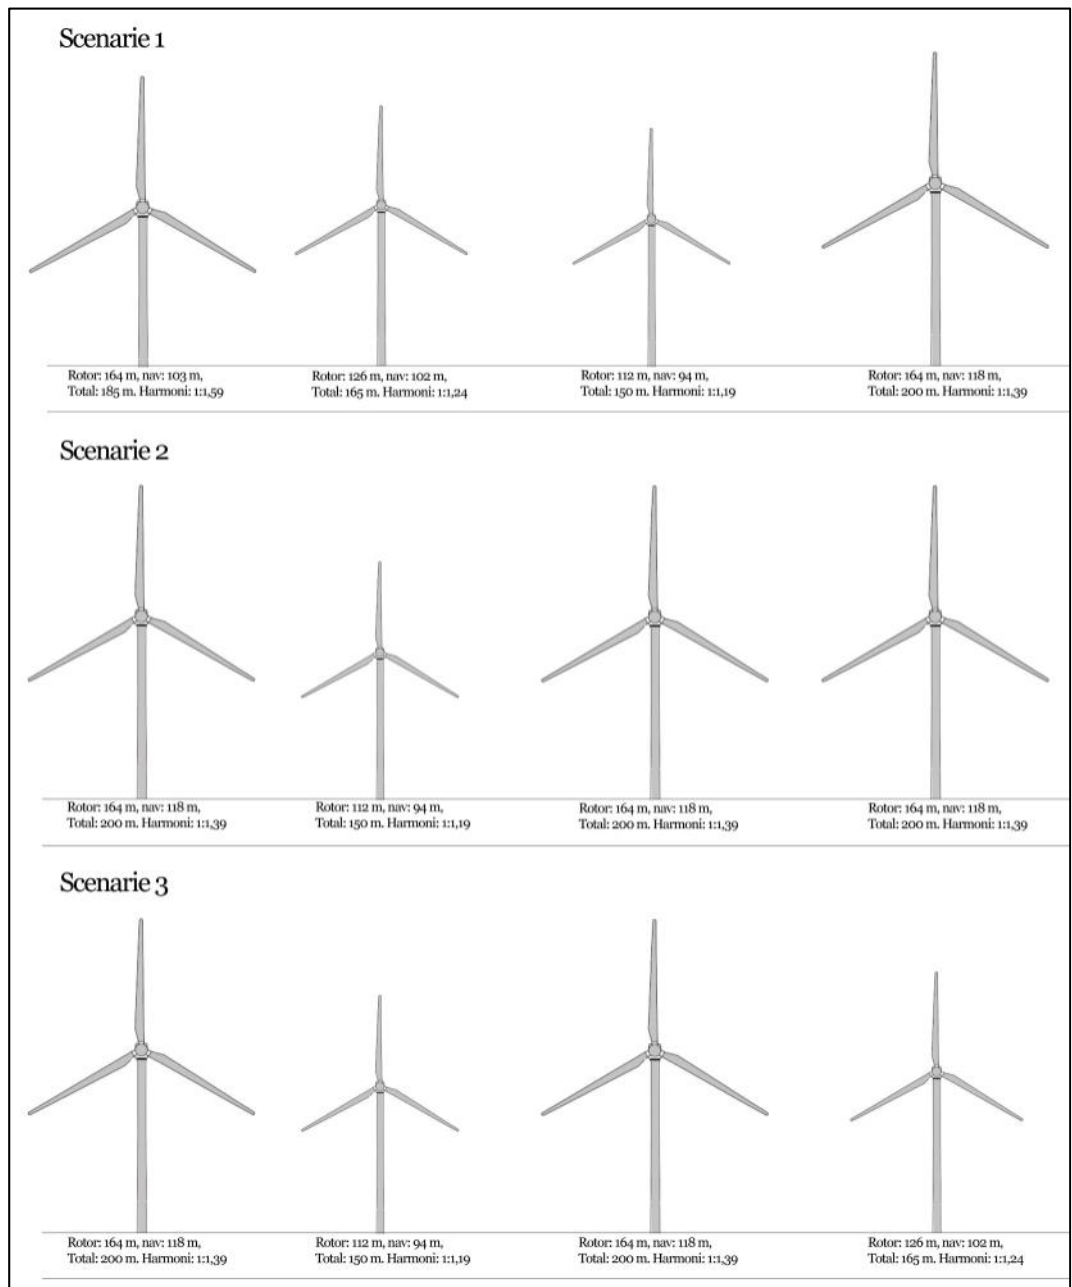 Scenarie 1
Rotor: 164 m, nav: 103 m,
Total: 185 m. Harmoni: 1:1,59
Rotor: 126 m, nav: 102 m,
Total: 165 m. Harmoni: 1:1,24
Rotor: 112 m, nav: 94 m,
Total: 150 m. Harmoni: 1:1,19
Rotor: 164 m, nav: 118 m,
Total: 200 m. Harmoni: 1:1,39
Scenarie 2
Rotor: 164 m, nav: 118 m,
Total: 200 m. Harmoni: 1:1,39
Rotor: 112 m, nav: 94 m,
Total: 150 m. Harmoni: 1:1,19
Rotor: 164 m, nav: 118 m,
Total: 200 m. Harmoni: 1:1,39
Rotor: 164 m, nav: 118 m,
Total: 200 m. Harmoni: 1:1,39
Scenarie 3
Rotor: 164 m, nav: 118 m,
Total: 200 m. Harmoni: 1:1,39
Rotor: 112 m, nav: 94 m,
Total: 150 m. Harmoni: 1:1,19
Rotor: 164 m, nav: 118 m,
Total: 200 m. Harmoni: 1:1,39
Rotor: 126 m, nav: 102 m,
Total: 165 m. Harmoni: 1:1,24